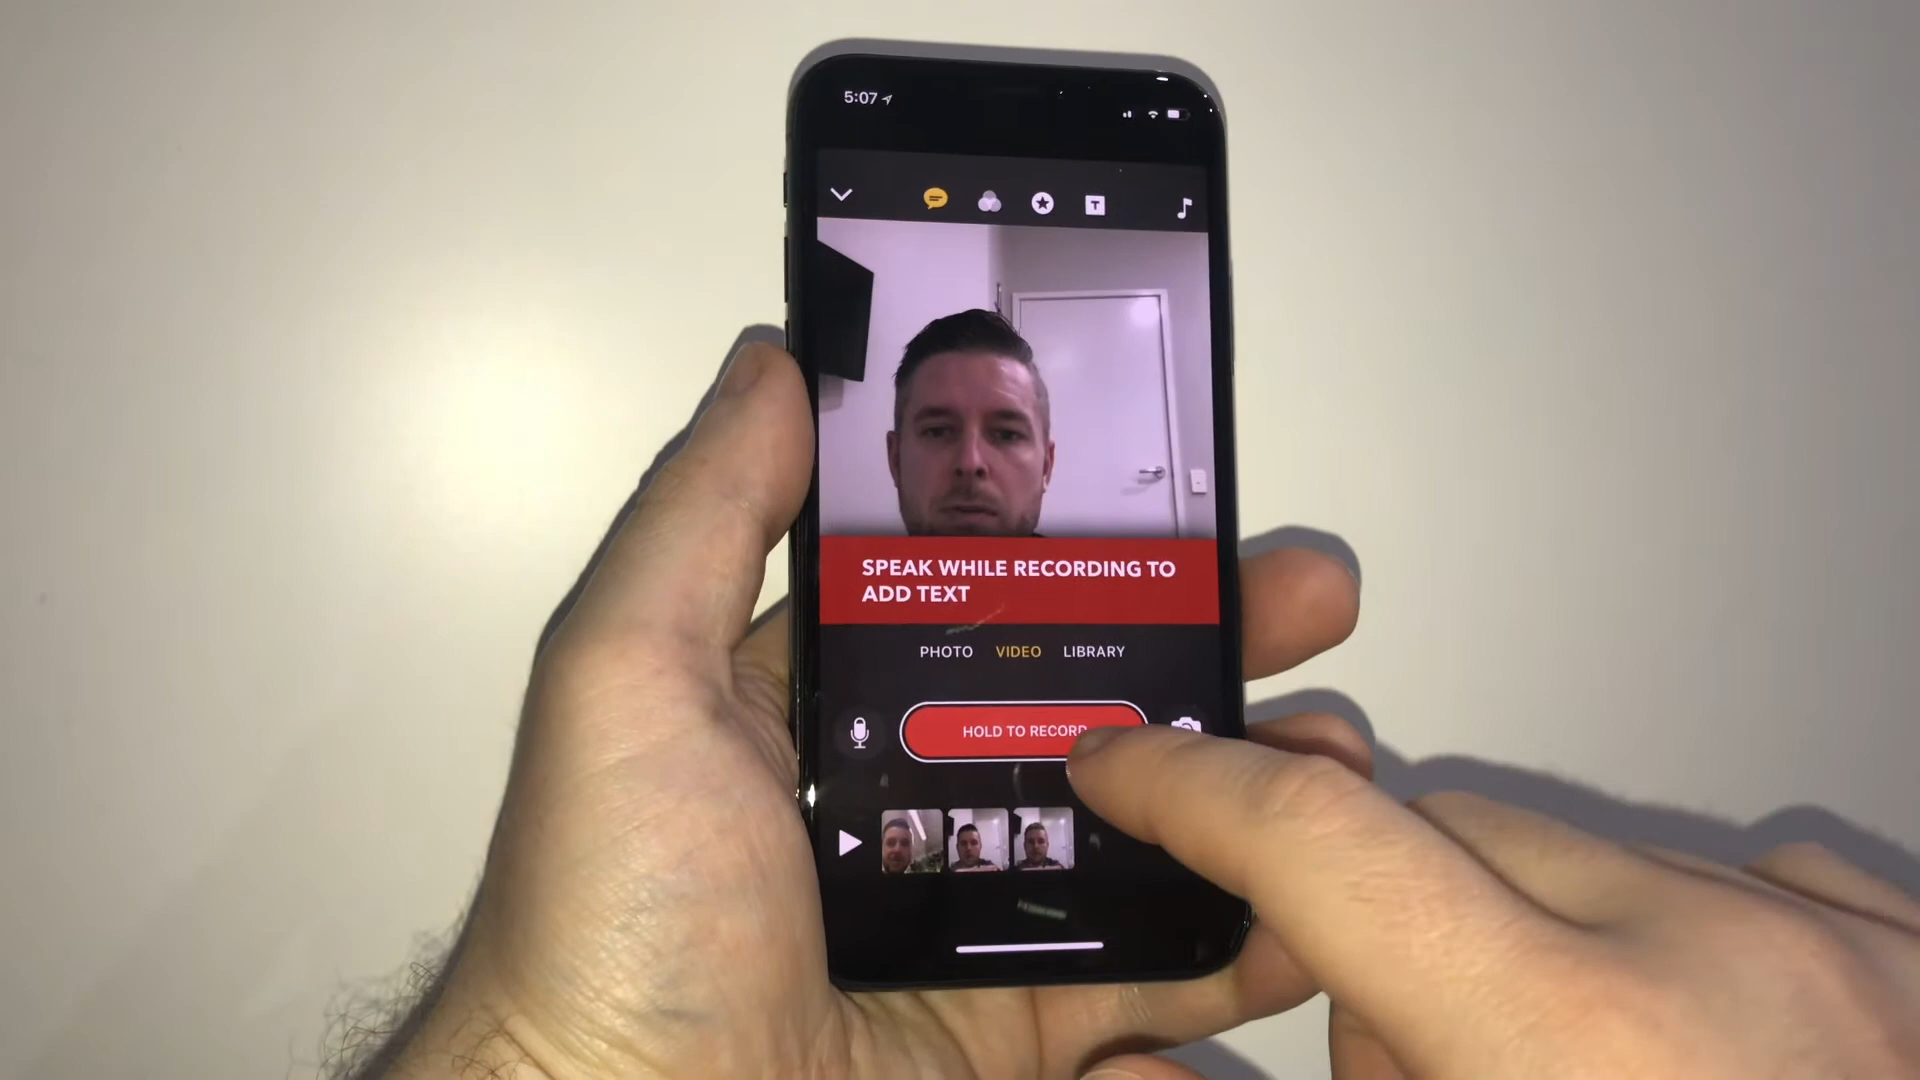 5:07
T
SPEAK WHILE RECORDING TO
ADD TEXT
PHOTO VIDEO LIBRARY
HOLD TO RECORD